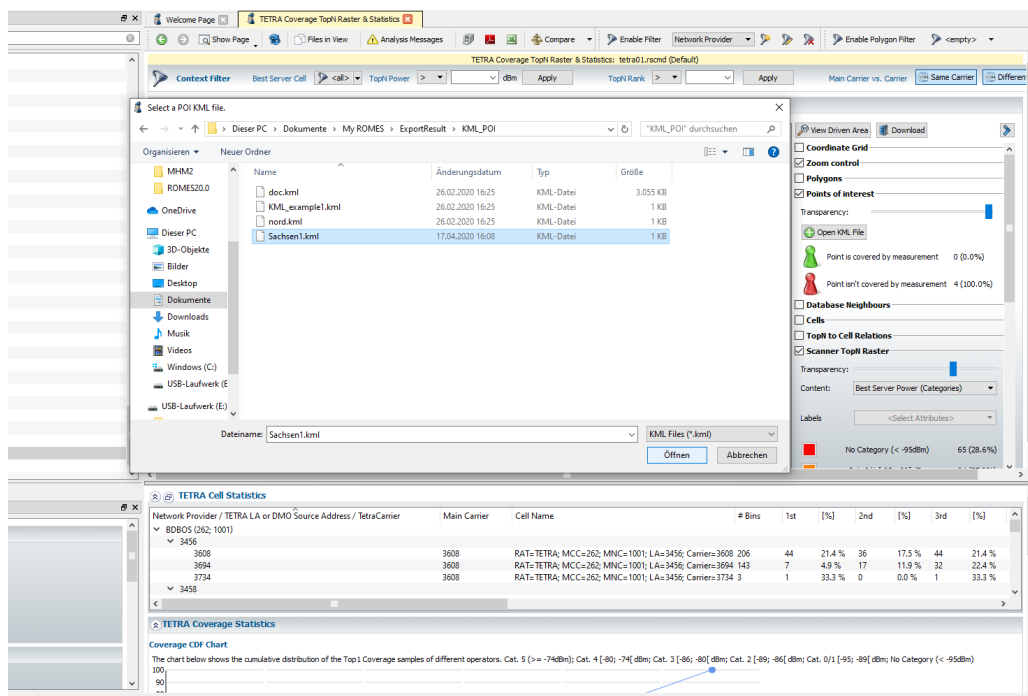 Welcome Page
TETRA Coverage TopN Raster & Statistics
Show Page
Files in View
Analysis Messages
Compare
Enable Filter
Network Provider
Enable Polygon Filter
<empty>
TETRA Coverage TopN Raster & Statistics: tetra01.rscmd (Default)
Context Filter
Best Server Cell
<all>
TopN Power
>
dBm
Apply
TopN Rank
>
Apply
Main Carrier vs. Carrier
Same Carrier
Different
Select a POI KML file.
Dieser PC > Dokumente > My ROMES > ExportResult > KML_POI
"KML_POI" durchsuchen
Organisieren
Neuer Ordner
MHM2
ROMES20.0
OneDrive
Dieser PC
3D-Objekte
Bilder
Desktop
Dokumente
Downloads
Musik
Videos
Windows (C:)
USB-Laufwerk (E
USB-Laufwerk (E:)
Name Änderungsdatum Typ Größe
doc.kml 26.02.2020 16:25 KML-Datei 3.055 KB
KML_example1.kml 26.02.2020 16:25 KML-Datei 1 KB
nord.kml 26.02.2020 16:25 KML-Datei 1 KB
Sachsen1.kml 17.04.2020 16:08 KML-Datei 1 KB
Dateiname: Sachsen1.kml
KML Files (*.kml)
Öffnen
Abbrechen
View Driven Area
Download
Coordinate Grid
Zoom control
Polygons
Points of interest
Transparency:
Open KML File
Point is covered by measurement 0 (0.0%)
Point isn't covered by measurement 4 (100.0%)
Database Neighbours
Cells
TopN to Cell Relations
Scanner TopN Raster
Transparency:
Content: Best Server Power (Categories)
Labels <Select Attributes>
No Category (< -95dBm) 65 (28.6%)
TETRA Cell Statistics
Network Provider / TETRA LA or DMO Source Address / TetraCarrier Main Carrier Cell Name # Bins 1st [%] 2nd [%] 3rd [%]
BDBOS (262; 1001)
3456
3608 3608 RAT=TETRA; MCC=262; MNC=1001; LA=3456; Carrier=3608 206 44 21.4 % 36 17.5 % 44 21.4 %
3694 3608 RAT=TETRA; MCC=262; MNC=1001; LA=3456; Carrier=3694 143 7 4.9 % 17 11.9 % 32 22.4 %
3734 3608 RAT=TETRA; MCC=262; MNC=1001; LA=3456; Carrier=3734 3 1 33.3 % 0 0.0 % 1 33.3 %
3458
TETRA Coverage Statistics
Coverage CDF Chart
The chart below shows the cumulative distribution of the Top1 Coverage samples of different operators. Cat. 5 (>= -74dBm); Cat. 4 [-80; -74[ dBm; Cat. 3 [-86; -80[ dBm; Cat. 2 [-89; -86[ dBm; Cat. 0/1 [-95; -89[ dBm; No Category (< -95dBm)
100
90